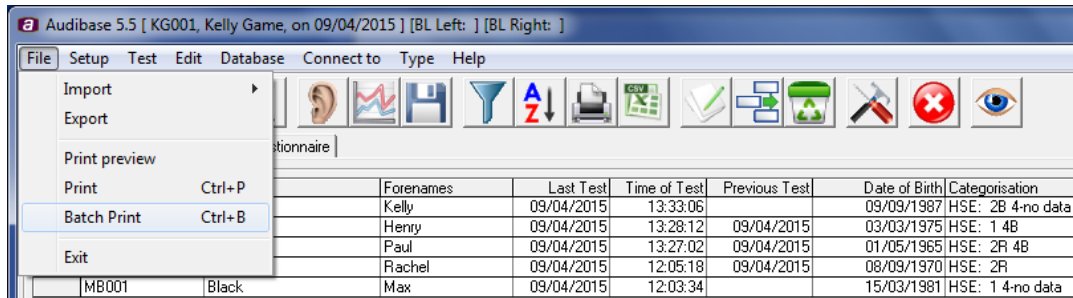 Audibase 5.5 [ KG001, Kelly Game, on 09/04/2015 ] [BL Left: ] [BL Right: ]
File Setup Test Edit Database Connect to Type Help
Import
Export
Print preview
Print Ctrl+P
Batch Print Ctrl+B
Exit
CSV
A
Z
stionnaire
Forenames Last Test Time of Test Previous Test Date of Birth Categorisation
Kelly 09/04/2015 13:33:06 09/09/1987 HSE: 2B 4-no data
Henry 09/04/2015 13:28:12 09/04/2015 03/03/1975 HSE: 1 4B
Paul 09/04/2015 13:27:02 09/04/2015 01/05/1965 HSE: 2R 4B
Rachel 09/04/2015 12:05:18 09/04/2015 08/09/1970 HSE: 2R
MB001 Black Max 09/04/2015 12:03:34 15/03/1981 HSE: 1 4-no data